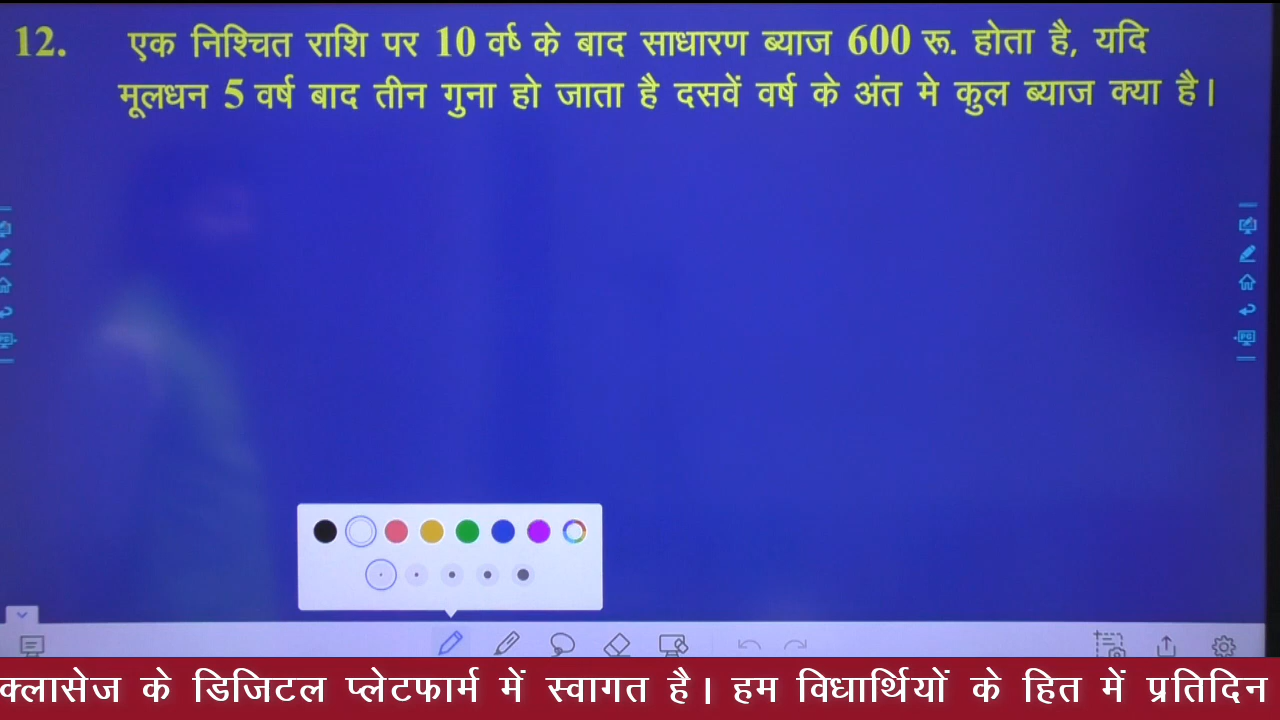 12. एक निश्चित राशि पर 10 वर्ष के बाद साधारण ब्याज 600 रू. होता है, यदि
मूलधन 5 वर्ष बाद तीन गुना हो जाता है दसवें वर्ष के अंत मे कुल ब्याज क्या है।
क्लासेज के डिजिटल प्लेटफार्म में स्वागत है। हम विधार्थियों के हित में प्रतिदिन